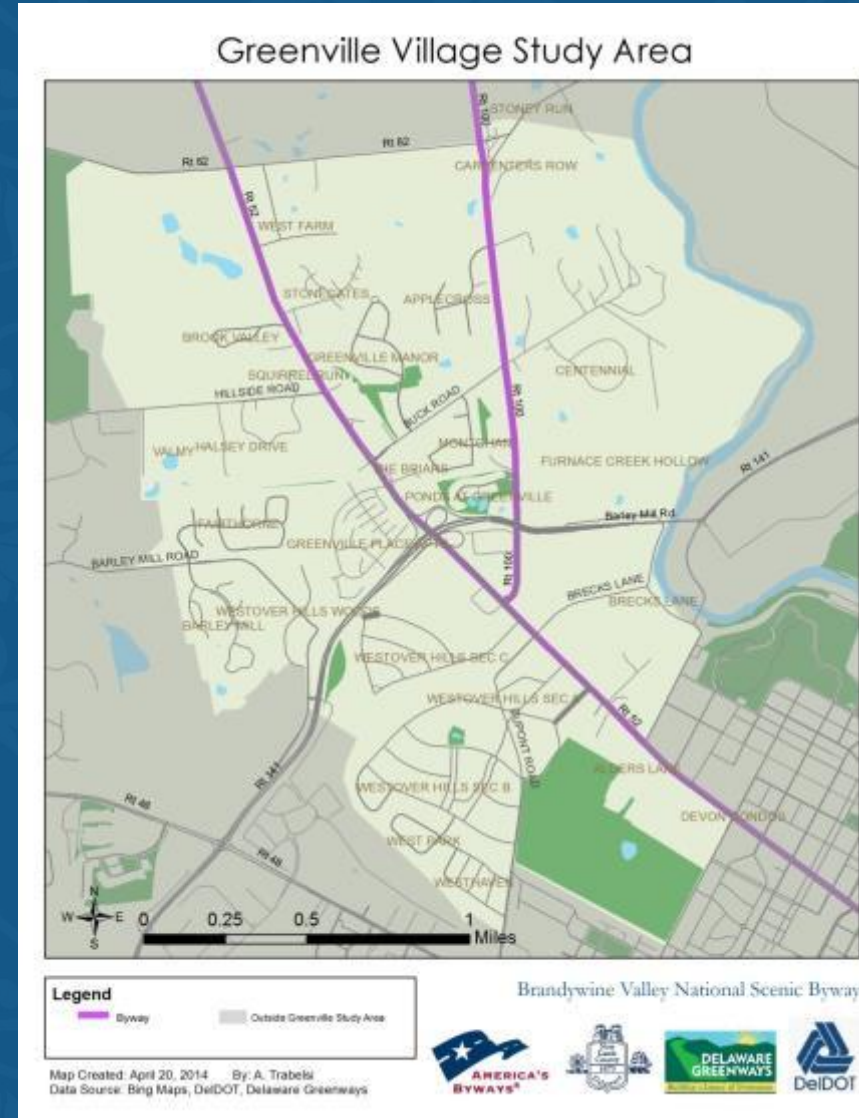 Greenville Village Study Area
Rt 100
STONEY RUN
Rt 82
Rt 82
CARPENTERS ROW
Rt 52
WEST FARM
STONEGATES
APPLECROSS
BROOK VALLEY
GREENVILLE MANOR
SQUIRREL RUN
CENTENNIAL
HILLSIDE ROAD
BUCK ROAD
Rt 100
MONTCHAN
VALMY
HALSEY DRIVE
THE BRIARS
FURNACE CREEK HOLLOW
Rt 141
PONDS AT GREENVILLE
FAWTHORNE
Barley Mill Rd
GREENVILLE PLACE
BARLEY MILL ROAD
Rt 100
BRECKS LANE
BRECKS LANE
WESTOVER HILLS WOODS
BARLEY MILL
WESTOVER HILLS SEC C
WESTOVER HILLS SEC
DUPONT ROAD
Rt 52
Rt 141
ALDERS LANE
WESTOVER HILLS SEC B
Rt 48
DEVON CONDOS
WEST PARK
Rt 48
WESTHAVEN
N
W E
S
0 0.25 0.5 1
Miles
Legend
Byway
Outside Greenville Study Area
Brandywine Valley National Scenic Byway
Map Created: April 20, 2014 By: A. Trabelsi
Data Source: Bing Maps, DelDOT, Delaware Greenways
AMERICA'S
BYWAYS®
DELAWARE
GREENWAYS
DelDOT